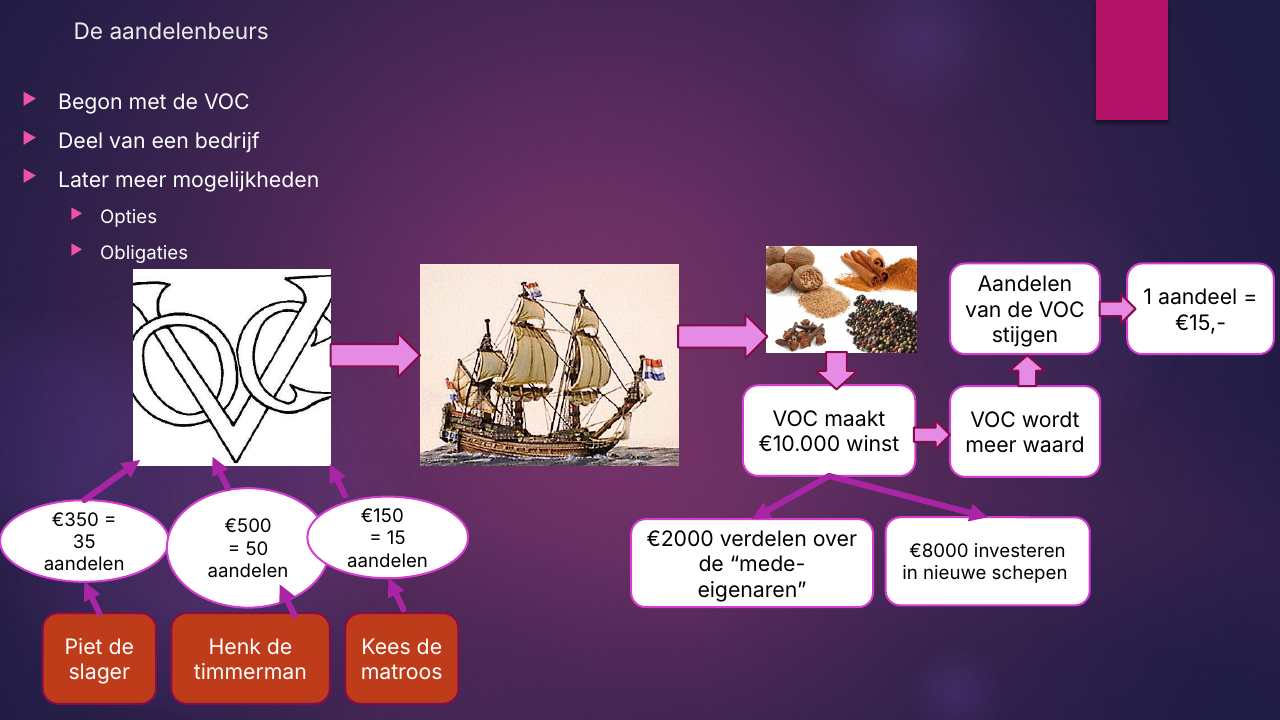 De aandelenbeurs
Begon met de VOC
Deel van een bedrijf
Later meer mogelijkheden
Opties
Obligaties
VOC
Aandelen
van de VOC
stijgen
1 aandeel =
€15,-
VOC maakt
€10.000 winst
VOC wordt
meer waard
€350 =
35
aandelen
€500
= 50
aandelen
€150
= 15
aandelen
€2000 verdelen over
de “mede-
eigenaren”
€8000 investeren
in nieuwe schepen
Piet de
slager
Henk de
timmerman
Kees de
matroos